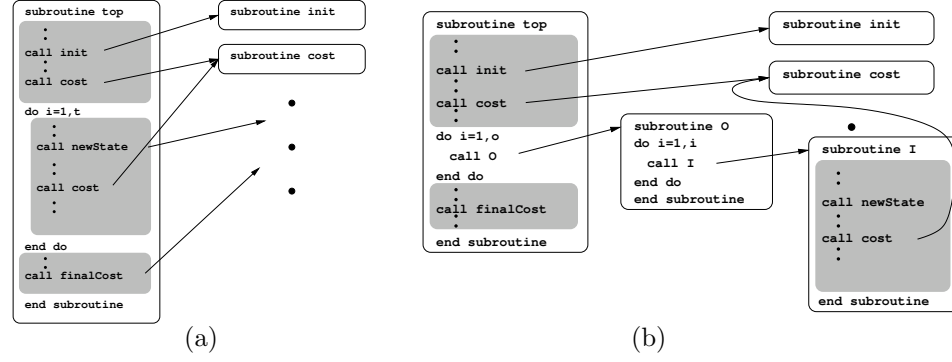 subroutine top
call init
call cost
do i=1,t
call newState
call cost
end do
call finalCost
end subroutine
subroutine init
subroutine cost
(a)
subroutine top
call init
call cost
do i=1,o
call O
end do
call finalCost
end subroutine
subroutine init
subroutine cost
subroutine O
do i=1,i
call I
end do
end subroutine
subroutine I
call newState
call cost
end subroutine
(b)